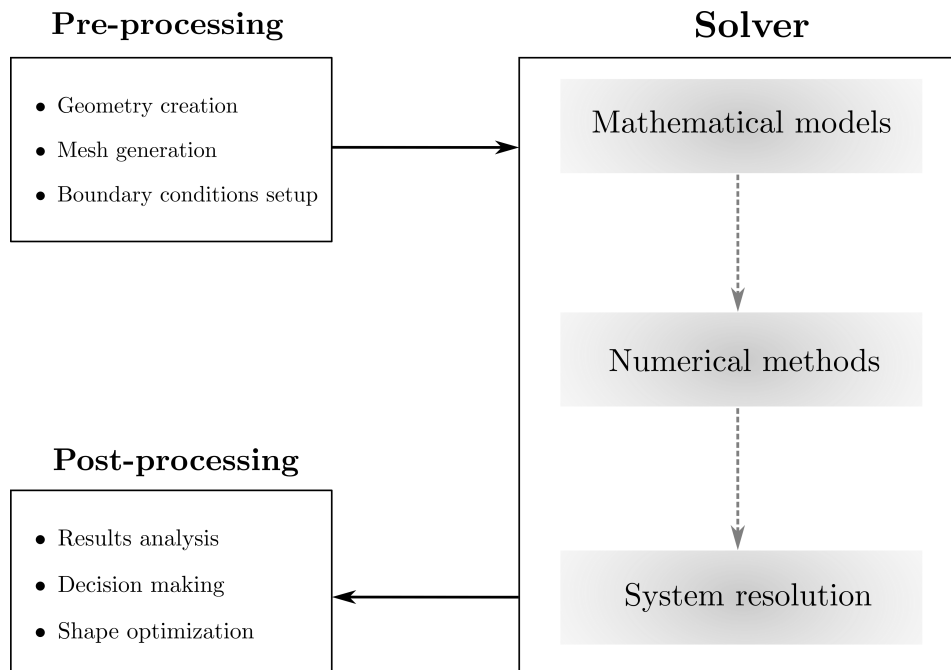 Pre-processing
• Geometry creation
• Mesh generation
• Boundary conditions setup
Solver
Mathematical models
Numerical methods
System resolution
Post-processing
• Results analysis
• Decision making
• Shape optimization